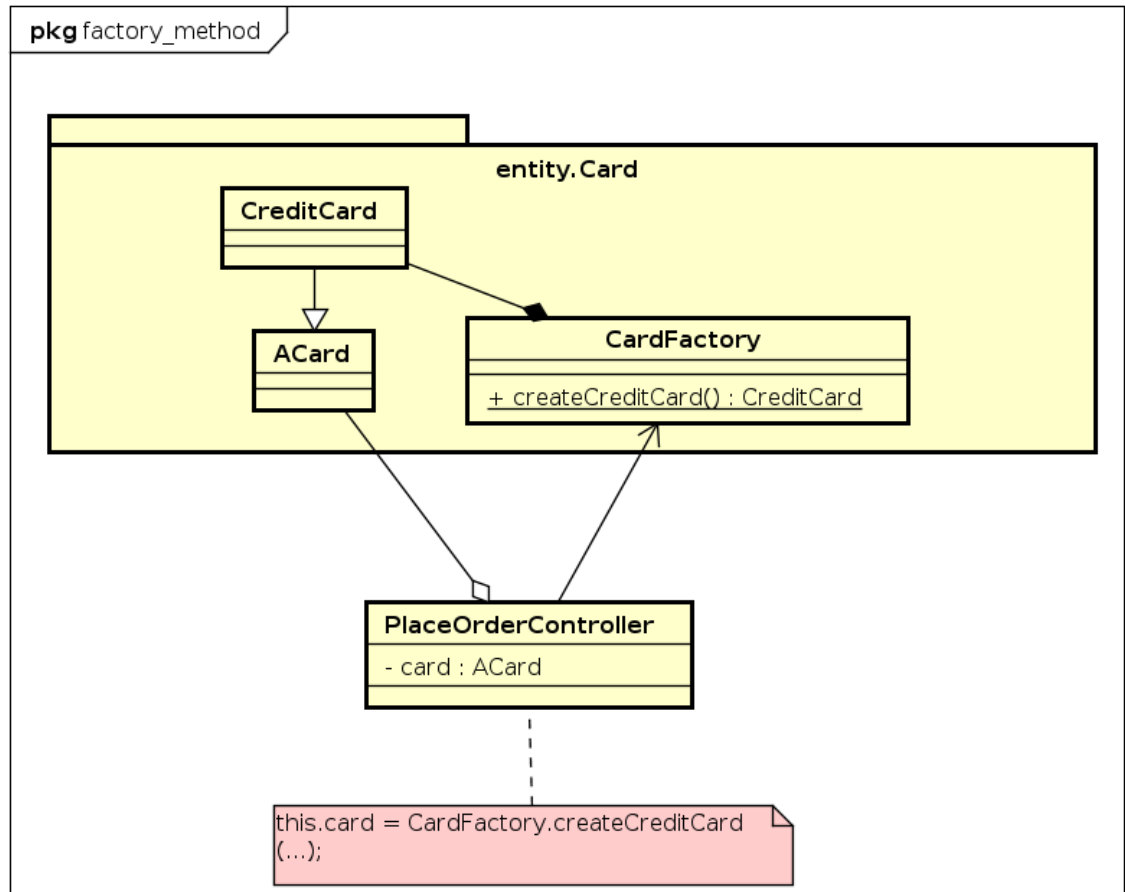 pkg factory_method
entity.Card
CreditCard
ACard
CardFactory
+ createCreditCard() : CreditCard
PlaceOrderController
- card : ACard
this.card = CardFactory.createCreditCard
(...);